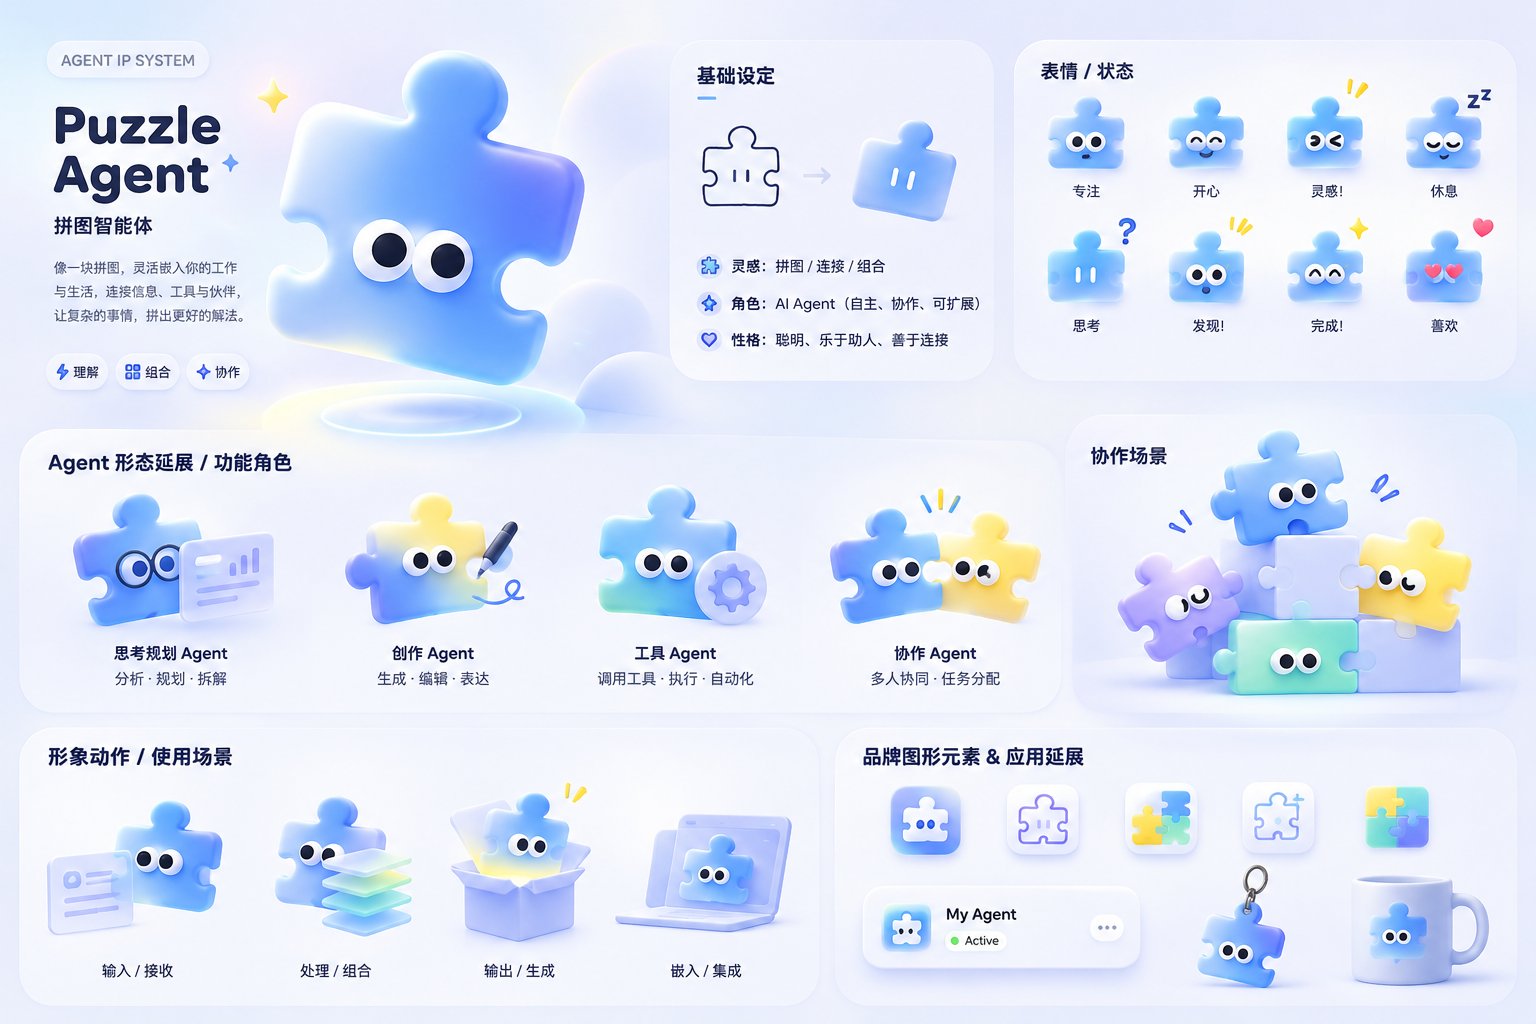 AGENT IP SYSTEM
Puzzle
Agent
拼图智能体
像一块拼图，灵活嵌入你的工作
与生活，连接信息、工具与伙伴，
让复杂的事情，拼出更好的解法。
理解
组合
协作
基础设定
灵感：拼图 / 连接 / 组合
角色：AI Agent（自主、协作、可扩展）
性格：聪明、乐于助人、善于连接
表情 / 状态
zz
专注
开心
灵感！
休息
?
思考
发现！
完成！
善欢
Agent 形态延展 / 功能角色
思考规划 Agent
分析 · 规划 · 拆解
创作 Agent
生成 · 编辑 · 表达
工具 Agent
调用工具 · 执行 · 自动化
协作 Agent
多人协同 · 任务分配
协作场景
形象动作 / 使用场景
输入 / 接收
处理 / 组合
输出 / 生成
嵌入 / 集成
品牌图形元素 & 应用延展
My Agent
Active